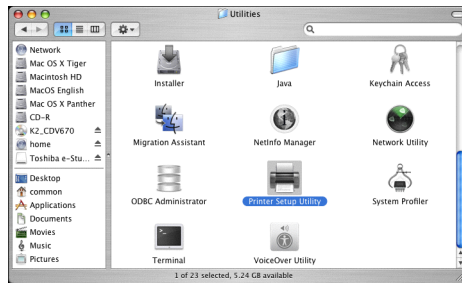 Utilities
Network
Mac OS X Tiger
Macintosh HD
MacOS English
Mac OS X Panther
CD-R
K2_CDV670
home
Toshiba e-Stu...
Desktop
common
Applications
Documents
Movies
Music
Pictures
Installer
Java
Keychain Access
Migration Assistant
NetInfo Manager
Network Utility
ODBC Administrator
Printer Setup Utility
System Profiler
Terminal
VoiceOver Utility
1 of 23 selected, 5.24 GB available